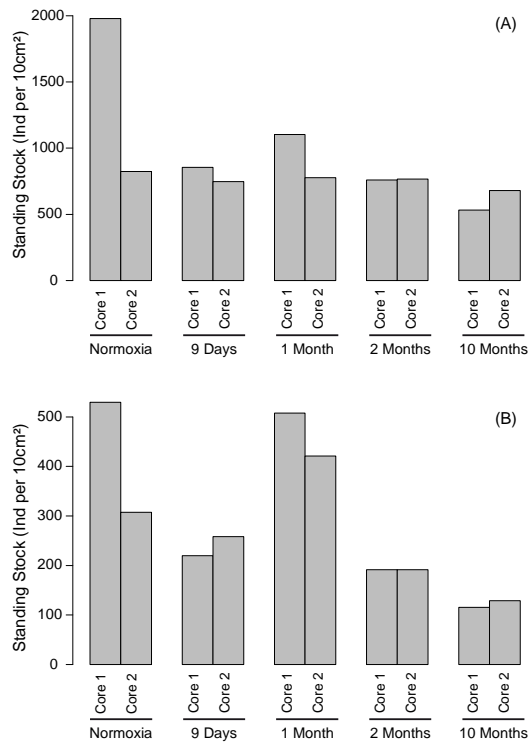 (A)
Standing Stock (Ind per 10cm²)
2000
1500
1000
500
0
Core 1 Core 2 Core 1 Core 2 Core 1 Core 2 Core 1 Core 2 Core 1 Core 2
Normoxia 9 Days 1 Month 2 Months 10 Months
(B)
Standing Stock (Ind per 10cm²)
500
400
300
200
100
0
Core 1 Core 2 Core 1 Core 2 Core 1 Core 2 Core 1 Core 2 Core 1 Core 2
Normoxia 9 Days 1 Month 2 Months 10 Months